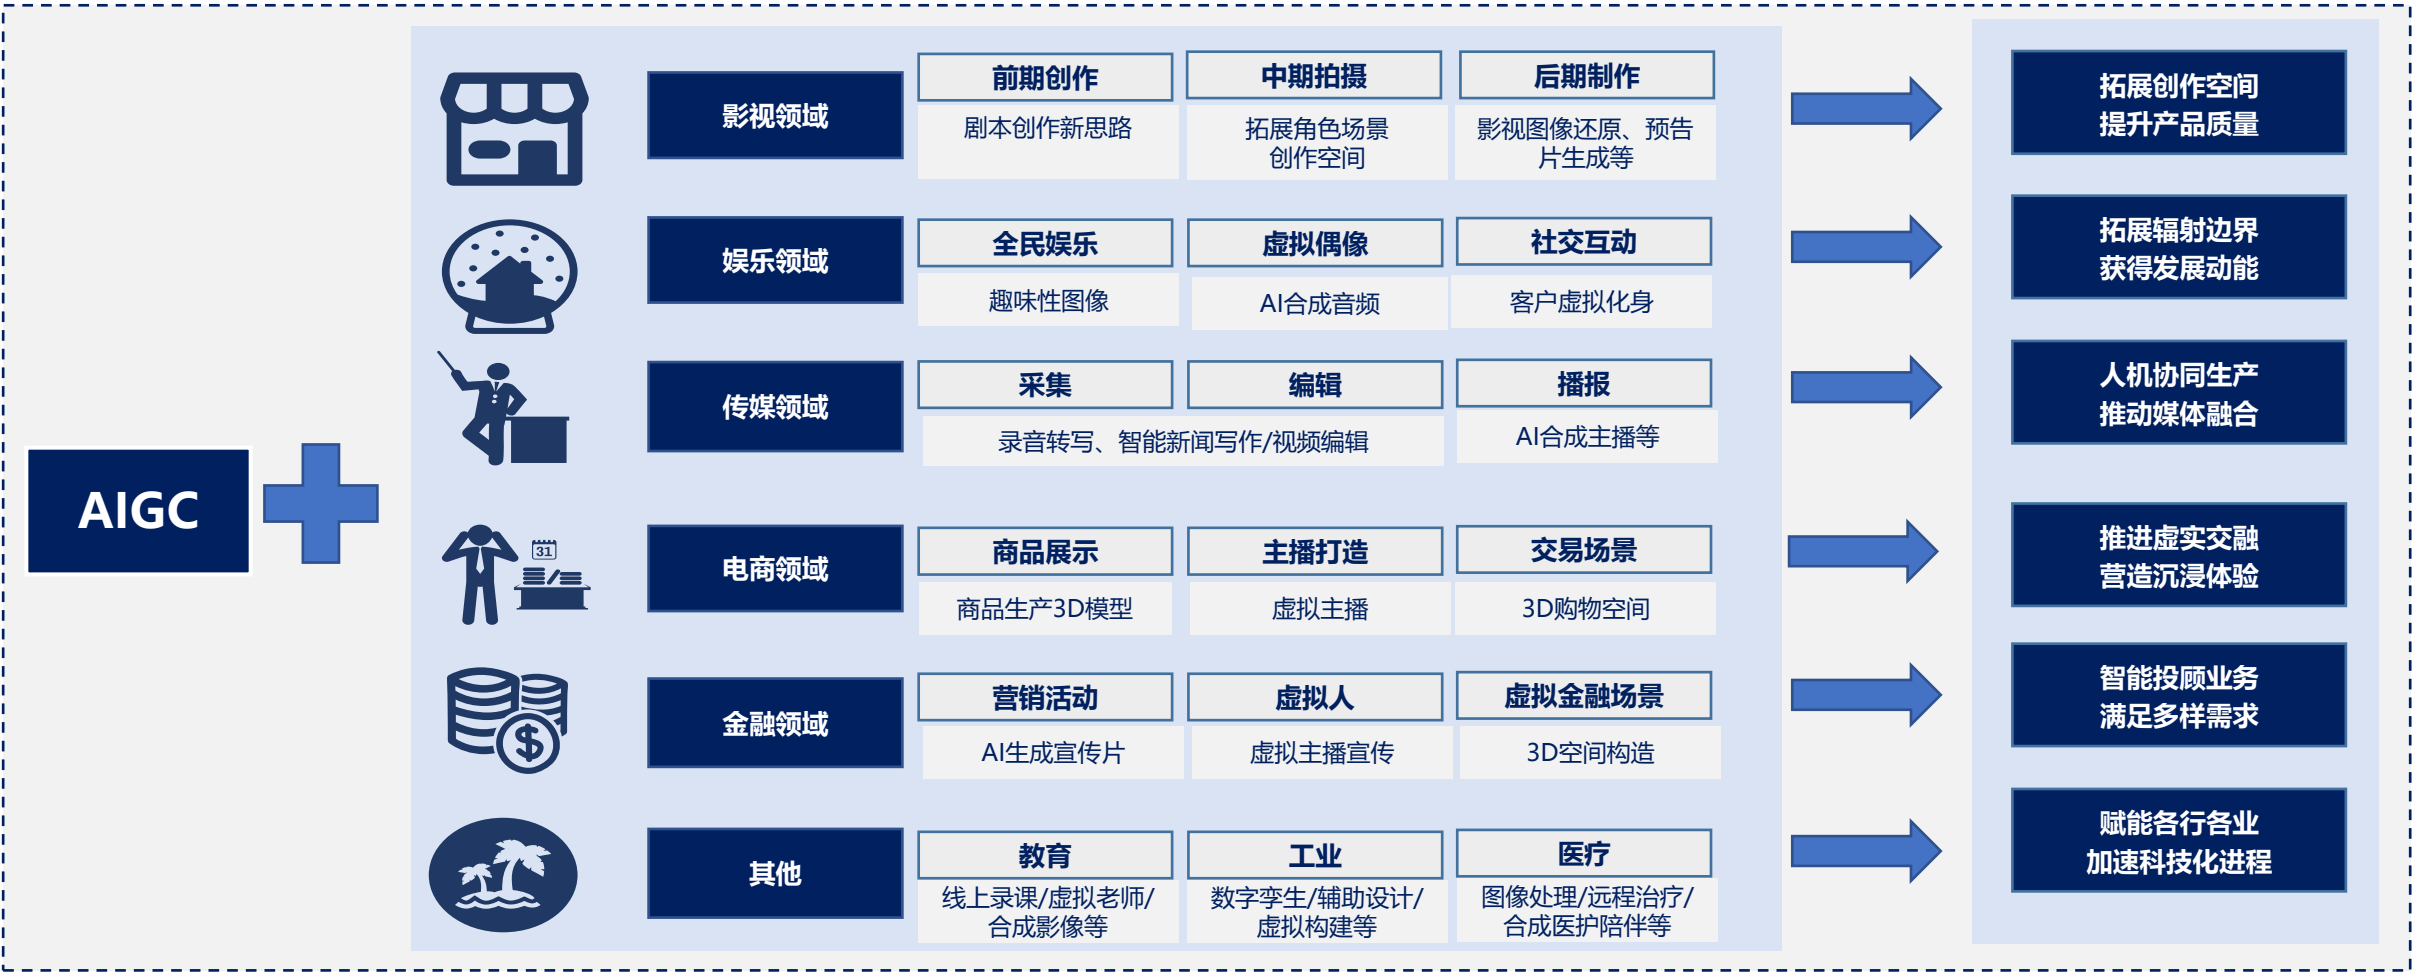 AIGC
影视领域
前期创作
剧本创作新思路
中期拍摄
拓展角色场景
创作空间
后期制作
影视图像还原、预告
片生成等
拓展创作空间
提升产品质量
娱乐领域
全民娱乐
趣味性图像
虚拟偶像
AI合成音频
社交互动
客户虚拟化身
拓展辐射边界
获得发展动能
传媒领域
采集
编辑
录音转写、智能新闻写作/视频编辑
播报
AI合成主播等
人机协同生产
推动媒体融合
31
电商领域
商品展示
商品生产3D模型
主播打造
虚拟主播
交易场景
3D购物空间
推进虚实交融
营造沉浸体验
$
金融领域
营销活动
AI生成宣传片
虚拟人
虚拟主播宣传
虚拟金融场景
3D空间构造
智能投顾业务
满足多样需求
其他
教育
线上录课/虚拟老师/
合成影像等
工业
数字孪生/辅助设计/
虚拟构建等
医疗
图像处理/远程治疗/
合成医护陪伴等
赋能各行各业
加速科技化进程